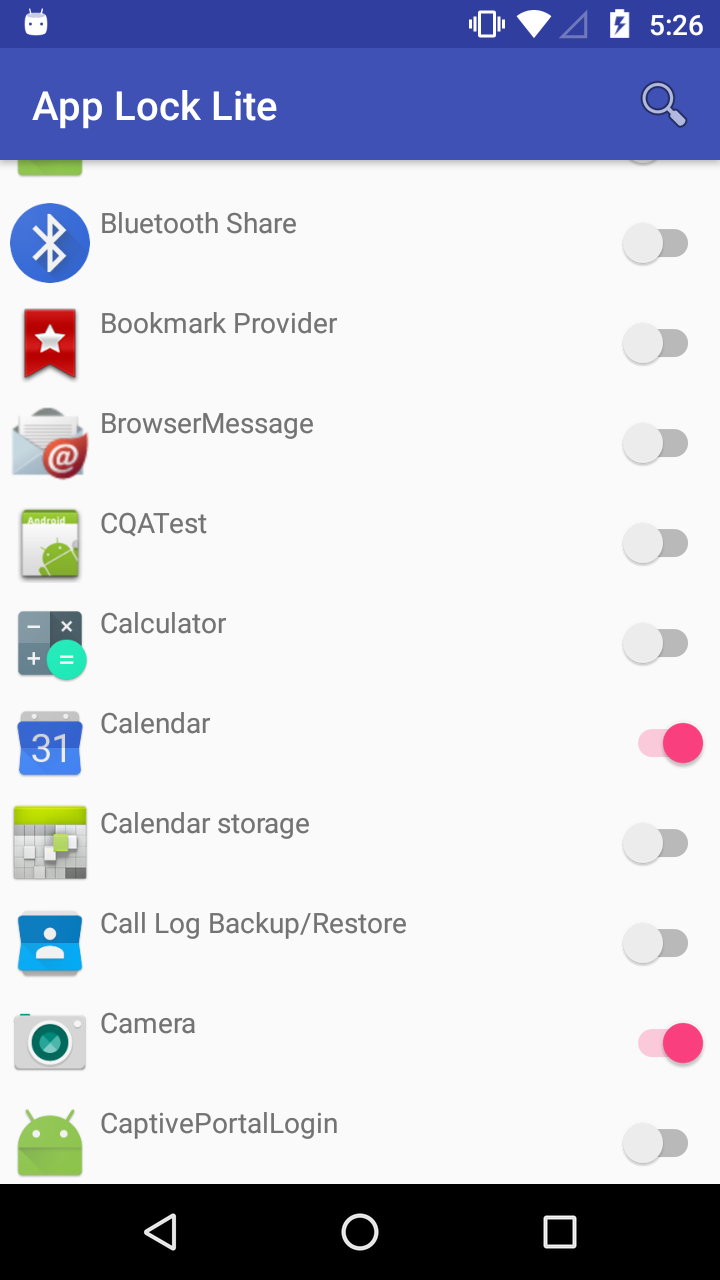 5:26
App Lock Lite
Bluetooth Share
Bookmark Provider
BrowserMessage
@
Android
CQATest
Calculator
− ×
+ =
Calendar
31
Calendar storage
Call Log Backup/Restore
Camera
CaptivePortalLogin